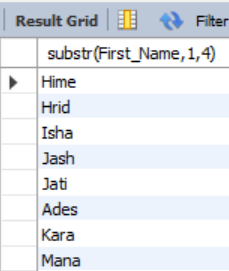 Result Grid Filter
substr(First_Name,1,4)
Hime
Hrid
Isha
Jash
Jati
Ades
Kara
Mana